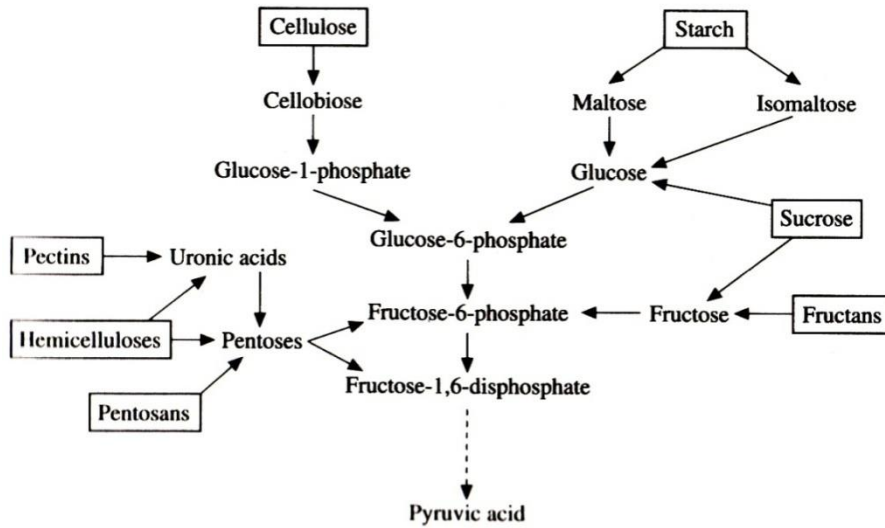 Cellulose
Starch
Cellobiose
Maltose
Isomaltose
Glucose-1-phosphate
Glucose
Sucrose
Glucose-6-phosphate
Pectins
Uronic acids
Fructose-6-phosphate
Fructose
Fructans
Hemicelluloses
Pentoses
Fructose-1,6-disphosphate
Pentosans
Pyruvic acid